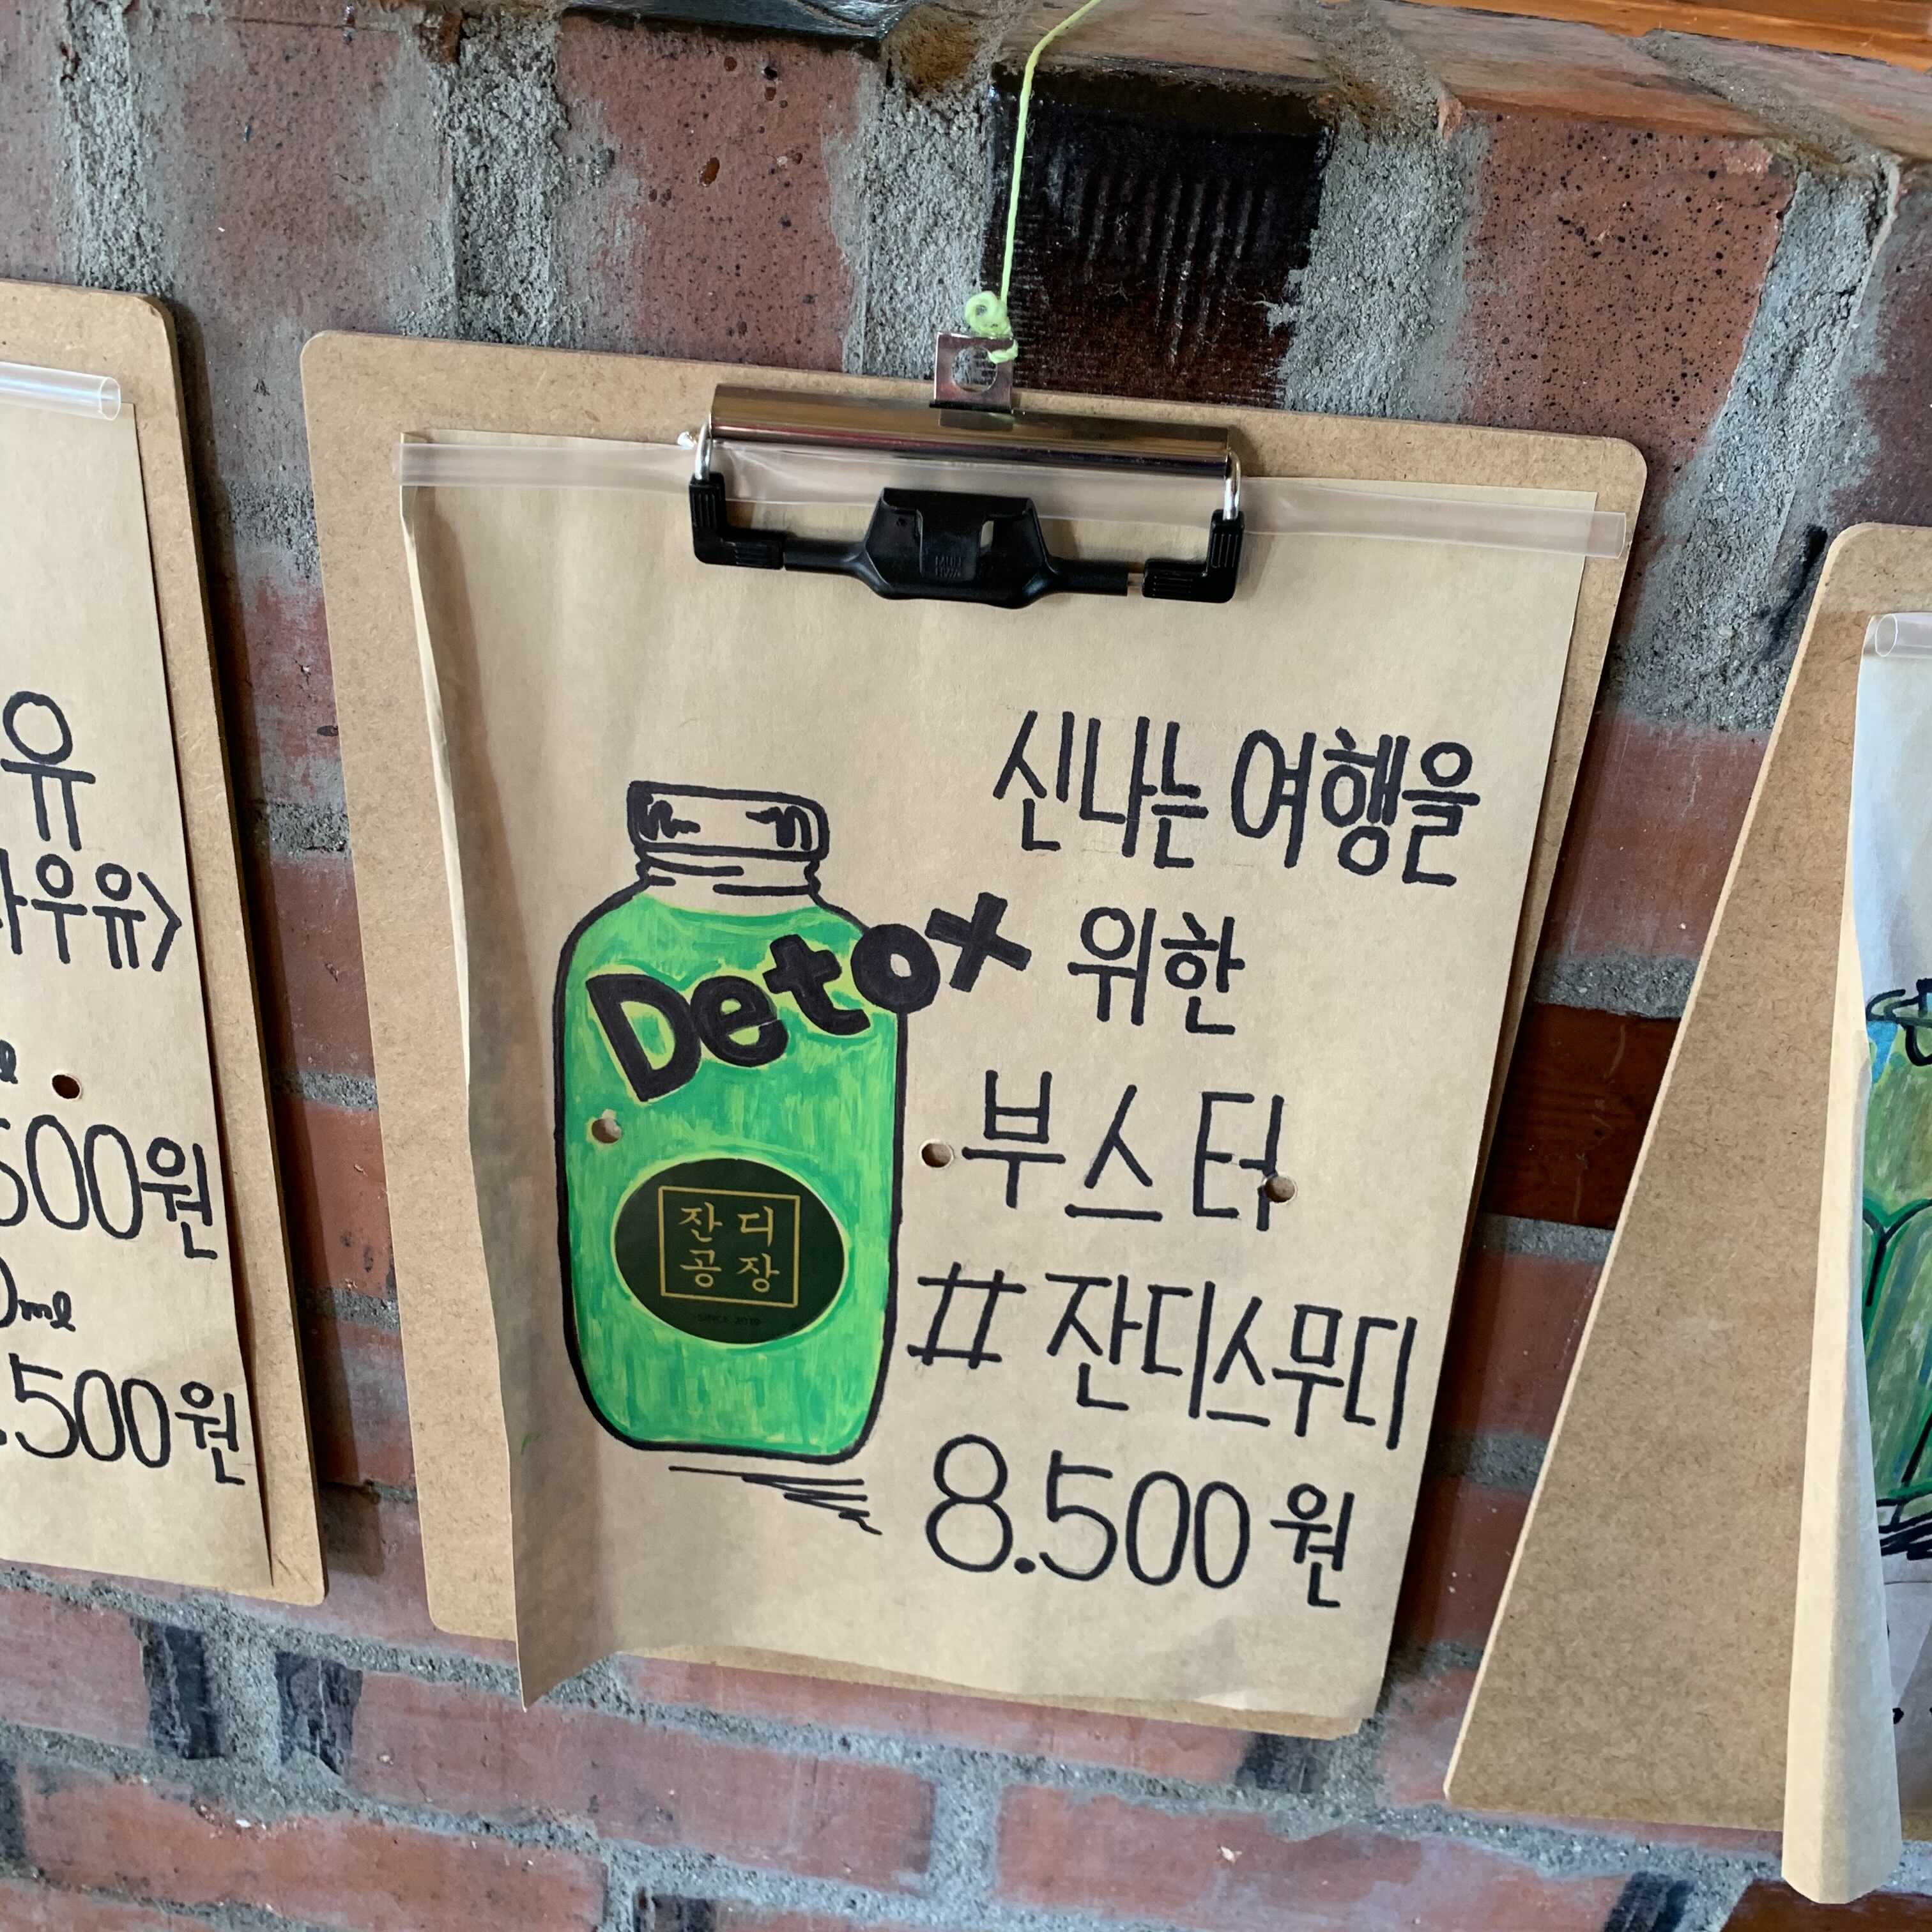 유
우유>
500원
ml
.500원
신나는 여행을
위한
Detox
부스터
잔디
공장
#잔디스무디
8.500원